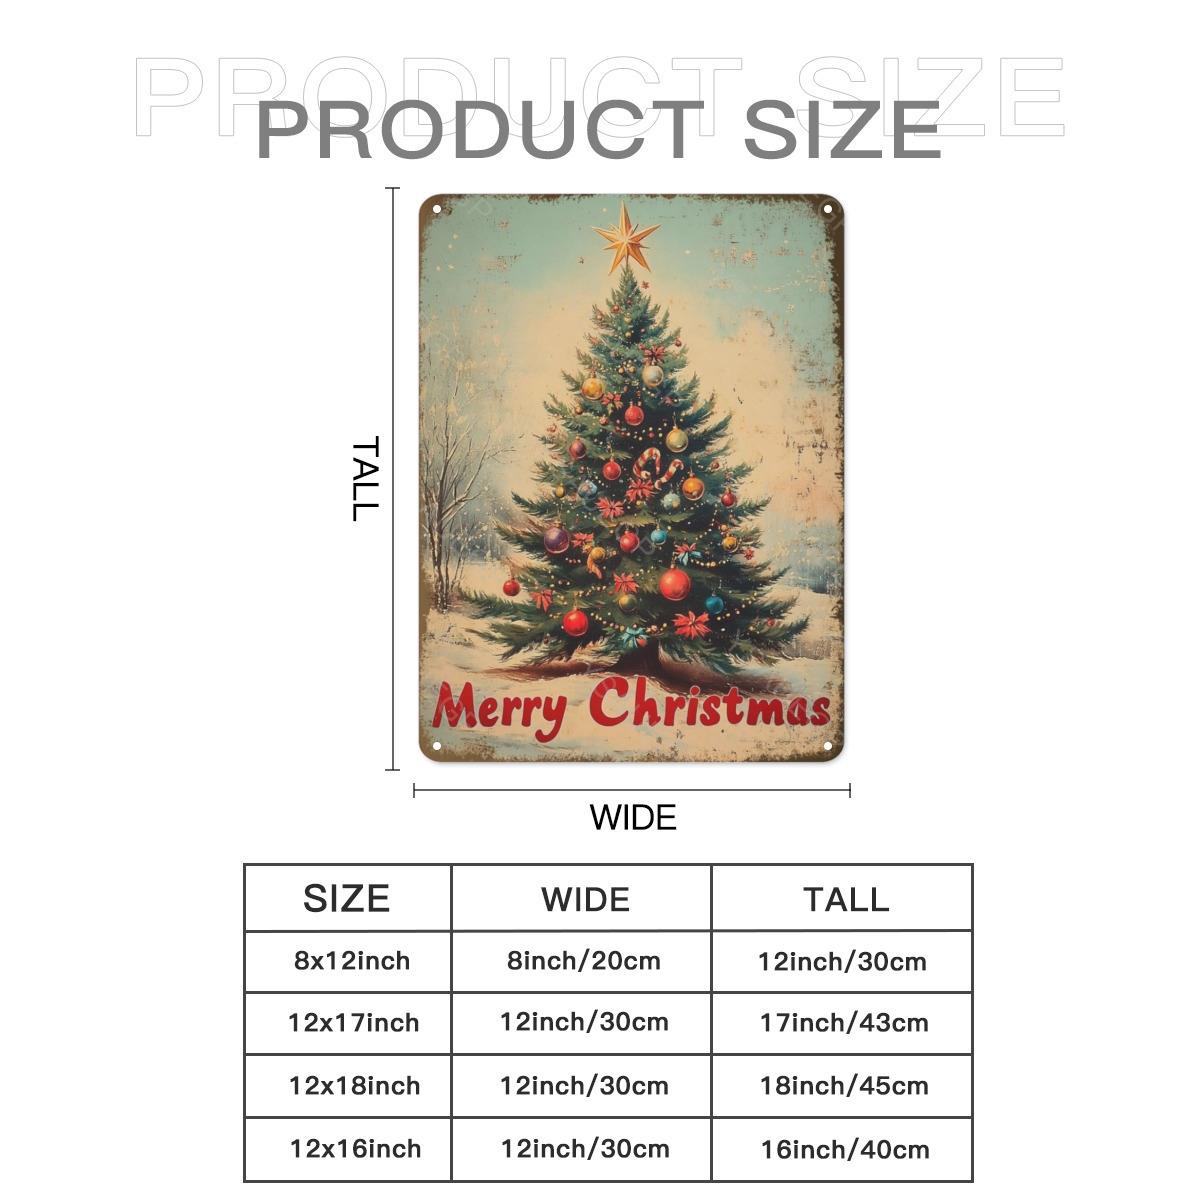 PRODUCT SIZE
PRODUCT SIZE
TALL
Merry Christmas
WIDE
SIZE WIDE TALL
8x12inch 8inch/20cm 12inch/30cm
12x17inch 12inch/30cm 17inch/43cm
12x18inch 12inch/30cm 18inch/45cm
12x16inch 12inch/30cm 16inch/40cm